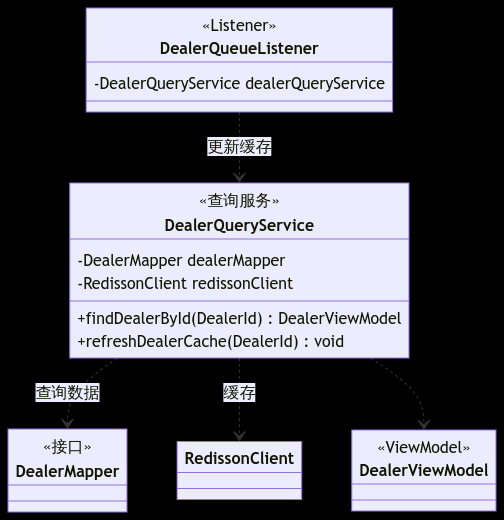 «Listener»
DealerQueueListener
-DealerQueryService dealerQueryService
更新缓存
«查询服务»
DealerQueryService
-DealerMapper dealerMapper
-RedissonClient redissonClient
+findDealerById(DealerId) : DealerViewModel
+refreshDealerCache(DealerId) : void
查询数据
缓存
«接口»
DealerMapper
RedissonClient
«ViewModel»
DealerViewModel